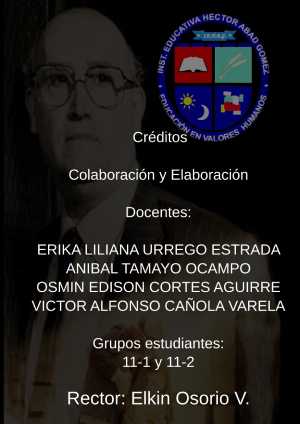 INST. EDUCATIVA HECTOR ABAD GOMEZ
EDUCACIÓN EN VALORES HUMANOS
Créditos
Colaboración y Elaboración
Docentes:
ERIKA LILIANA URREGO ESTRADA
ANIBAL TAMAYO OCAMPO
OSMIN EDISON CORTES AGUIRRE
VICTOR ALFONSO CAÑOLA VARELA
Grupos estudiantes:
11-1 y 11-2
Rector: Elkin Osorio V.